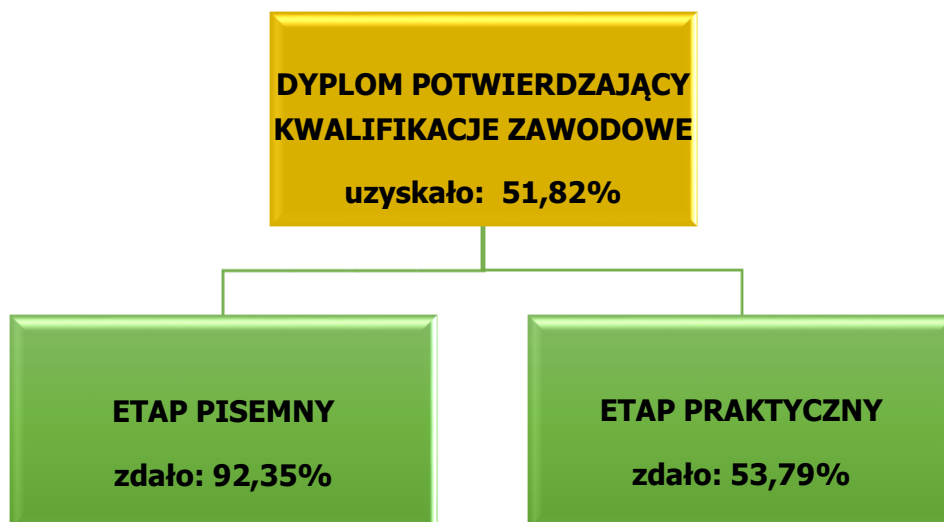 DYPLOM POTWIERDZAJĄCY
KWALIFIKACJE ZAWODOWE
uzyskało: 51,82%
ETAP PISEMNY
zdało: 92,35%
ETAP PRAKTYCZNY
zdało: 53,79%